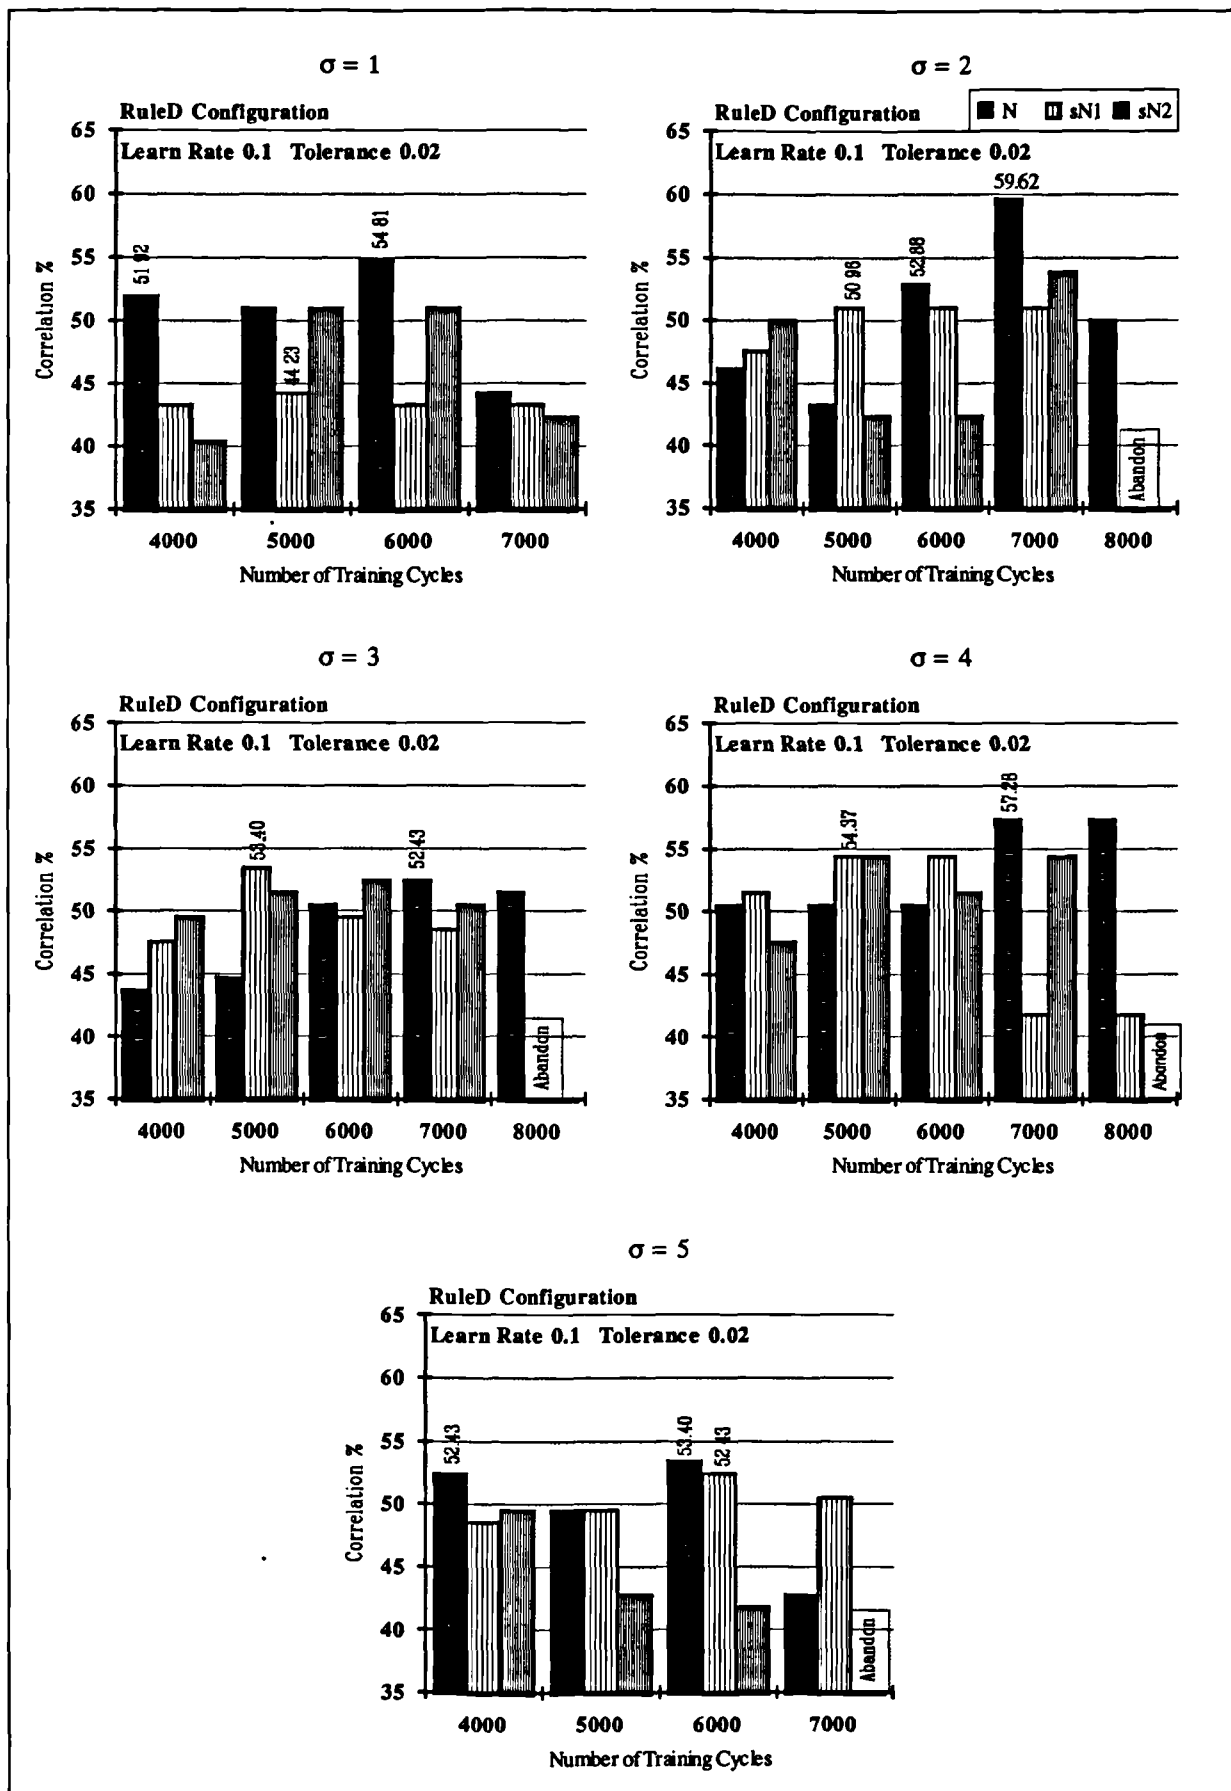 σ = 1
RuleD Configuration
Learn Rate 0.1 Tolerance 0.02
Correlation %
65
60
55
50
45
40
35
51 92
44 23
54 81
4000 5000 6000 7000
Number of Training Cycles
σ = 2
N sN1 sN2
RuleD Configuration
Learn Rate 0.1 Tolerance 0.02
Correlation %
65
60
55
50
45
40
35
50 96
52.88
59.62
Abandon
4000 5000 6000 7000 8000
Number of Training Cycles
σ = 3
RuleD Configuration
Learn Rate 0.1 Tolerance 0.02
Correlation %
65
60
55
50
45
40
35
53.40
52.43
Abandon
4000 5000 6000 7000 8000
Number of Training Cycles
σ = 4
RuleD Configuration
Learn Rate 0.1 Tolerance 0.02
Correlation %
65
60
55
50
45
40
35
54.37
57.28
Abandon
4000 5000 6000 7000 8000
Number of Training Cycles
σ = 5
RuleD Configuration
Learn Rate 0.1 Tolerance 0.02
Correlation %
65
60
55
50
45
40
35
52.43
53.40
52 43
Abandon
4000 5000 6000 7000
Number of Training Cycles